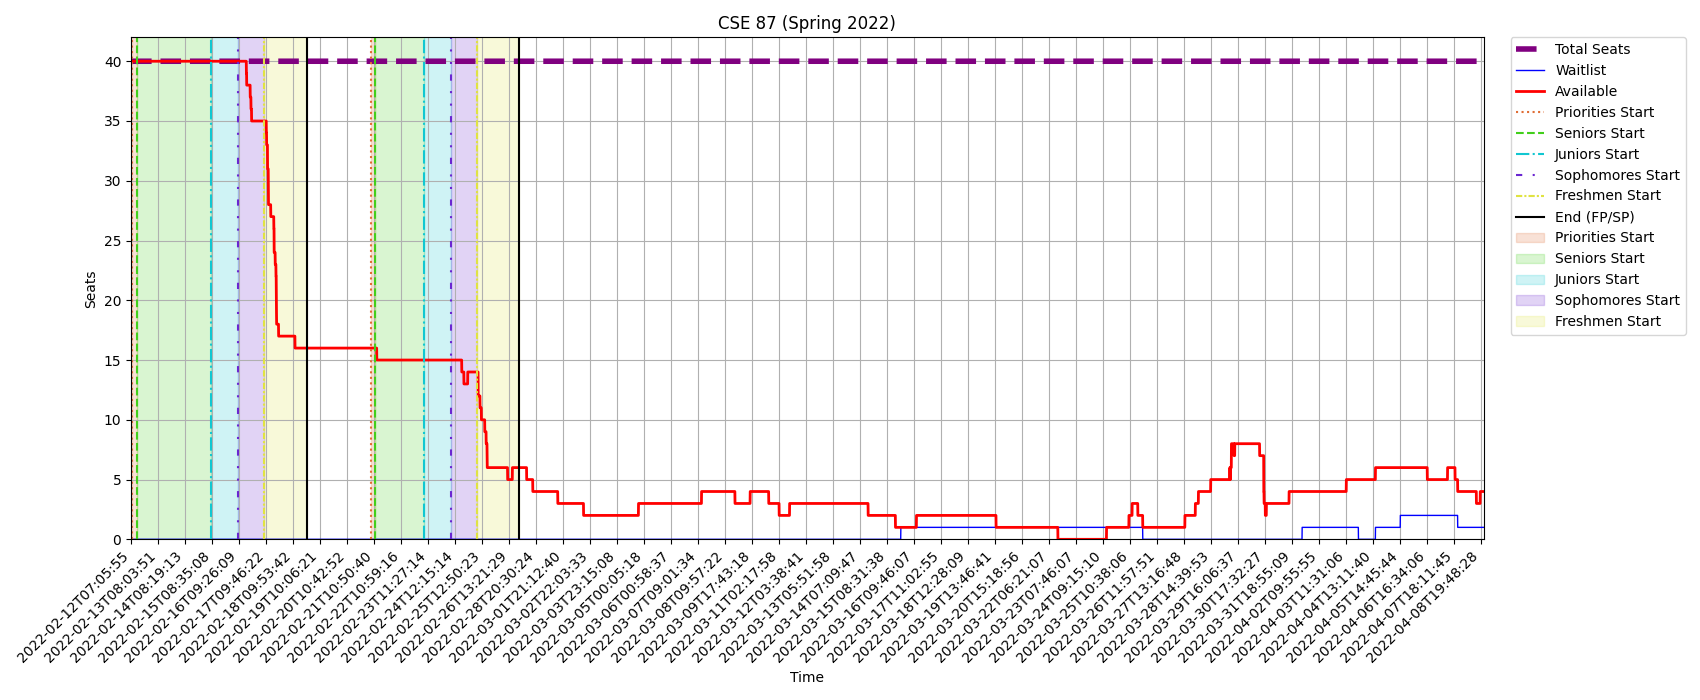 CSE 87 (Spring 2022)
Seats
40
35
30
25
20
15
10
5
0
2022-02-12T07:05:55
2022-02-13T08:03:51
2022-02-14T08:19:13
2022-02-15T08:35:08
2022-02-16T09:26:09
2022-02-17T09:46:22
2022-02-18T09:53:42
2022-02-19T10:06:21
2022-02-20T10:42:52
2022-02-21T10:50:40
2022-02-22T10:59:16
2022-02-23T11:27:14
2022-02-24T12:15:14
2022-02-25T12:50:23
2022-02-26T13:21:29
2022-02-28T20:30:24
2022-03-01T21:12:40
2022-03-02T22:03:33
2022-03-03T23:15:08
2022-03-05T00:05:18
2022-03-06T00:58:37
2022-03-07T09:01:34
2022-03-08T09:57:22
2022-03-09T17:43:18
2022-03-11T02:17:58
2022-03-12T03:38:41
2022-03-13T05:51:58
2022-03-14T07:09:47
2022-03-15T08:31:38
2022-03-16T09:46:07
2022-03-17T11:02:55
2022-03-18T12:28:09
2022-03-19T13:46:41
2022-03-20T15:18:56
2022-03-22T06:21:07
2022-03-23T07:46:07
2022-03-24T09:15:10
2022-03-25T10:38:06
2022-03-26T11:57:51
2022-03-27T13:16:48
2022-03-28T14:39:53
2022-03-29T16:06:37
2022-03-30T17:32:27
2022-03-31T18:55:09
2022-04-02T09:55:55
2022-04-03T11:31:06
2022-04-04T13:11:40
2022-04-05T14:45:44
2022-04-06T16:34:06
2022-04-07T18:11:45
2022-04-08T19:48:28
Time
Total Seats
Waitlist
Available
Priorities Start
Seniors Start
Juniors Start
Sophomores Start
Freshmen Start
End (FP/SP)
Priorities Start
Seniors Start
Juniors Start
Sophomores Start
Freshmen Start